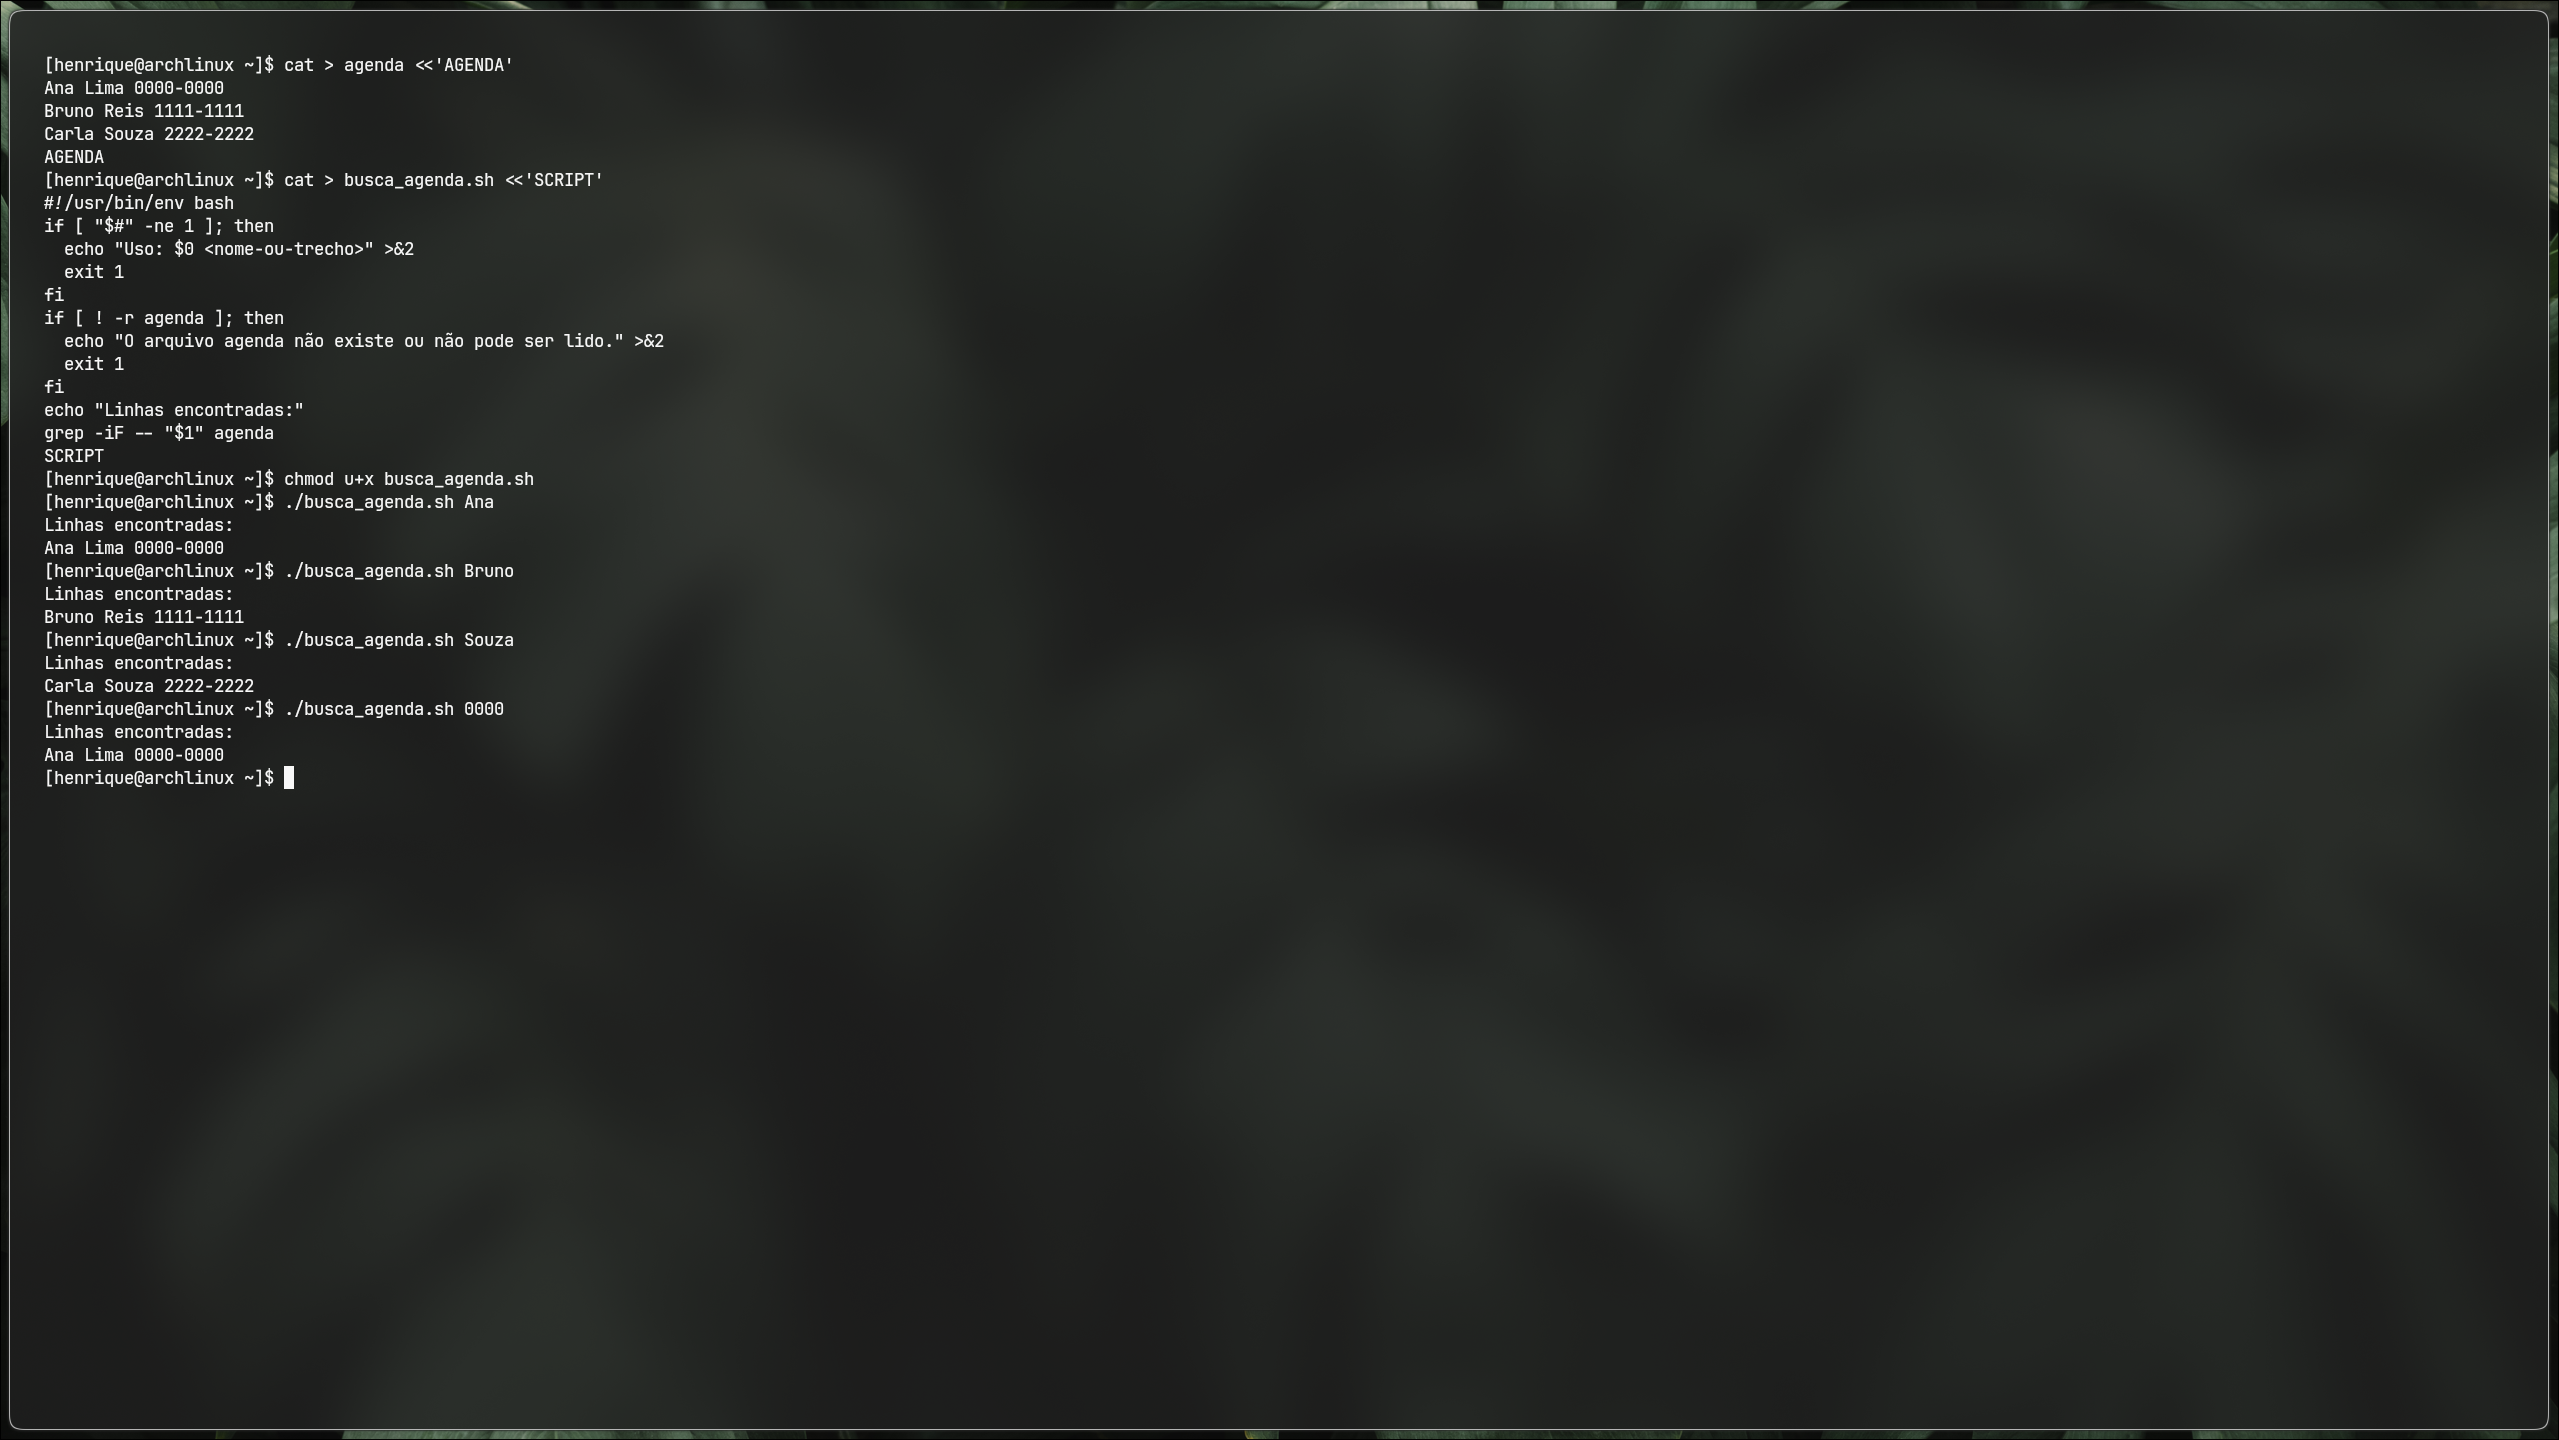 [henrique@archlinux ~]$ cat > agenda <<'AGENDA'
Ana Lima 0000-0000
Bruno Reis 1111-1111
Carla Souza 2222-2222
AGENDA
[henrique@archlinux ~]$ cat > busca_agenda.sh <<'SCRIPT'
#!/usr/bin/env bash
if [ "$#" -ne 1 ]; then
  echo "Uso: $0 <nome-ou-trecho>" >&2
  exit 1
fi
if [ ! -r agenda ]; then
  echo "O arquivo agenda não existe ou não pode ser lido." >&2
  exit 1
fi
echo "Linhas encontradas:"
grep -iF -- "$1" agenda
SCRIPT
[henrique@archlinux ~]$ chmod u+x busca_agenda.sh
[henrique@archlinux ~]$ ./busca_agenda.sh Ana
Linhas encontradas:
Ana Lima 0000-0000
[henrique@archlinux ~]$ ./busca_agenda.sh Bruno
Linhas encontradas:
Bruno Reis 1111-1111
[henrique@archlinux ~]$ ./busca_agenda.sh Souza
Linhas encontradas:
Carla Souza 2222-2222
[henrique@archlinux ~]$ ./busca_agenda.sh 0000
Linhas encontradas:
Ana Lima 0000-0000
[henrique@archlinux ~]$